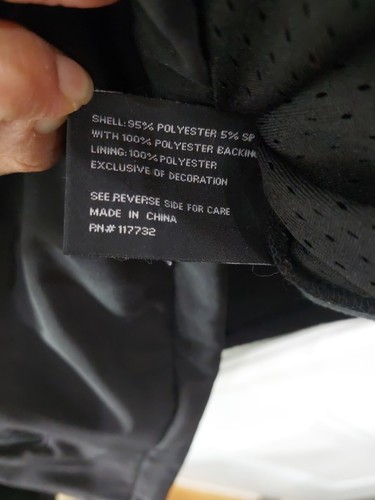 SHELL:95% POLYESTER 5% SP
WITH 100% POLYESTER BACKIN
LINING:100% POLYESTER
EXCLUSIVE OF DECORATION
SEE REVERSE SIDE FOR CARE
MADE IN CHINA
RN# 117732